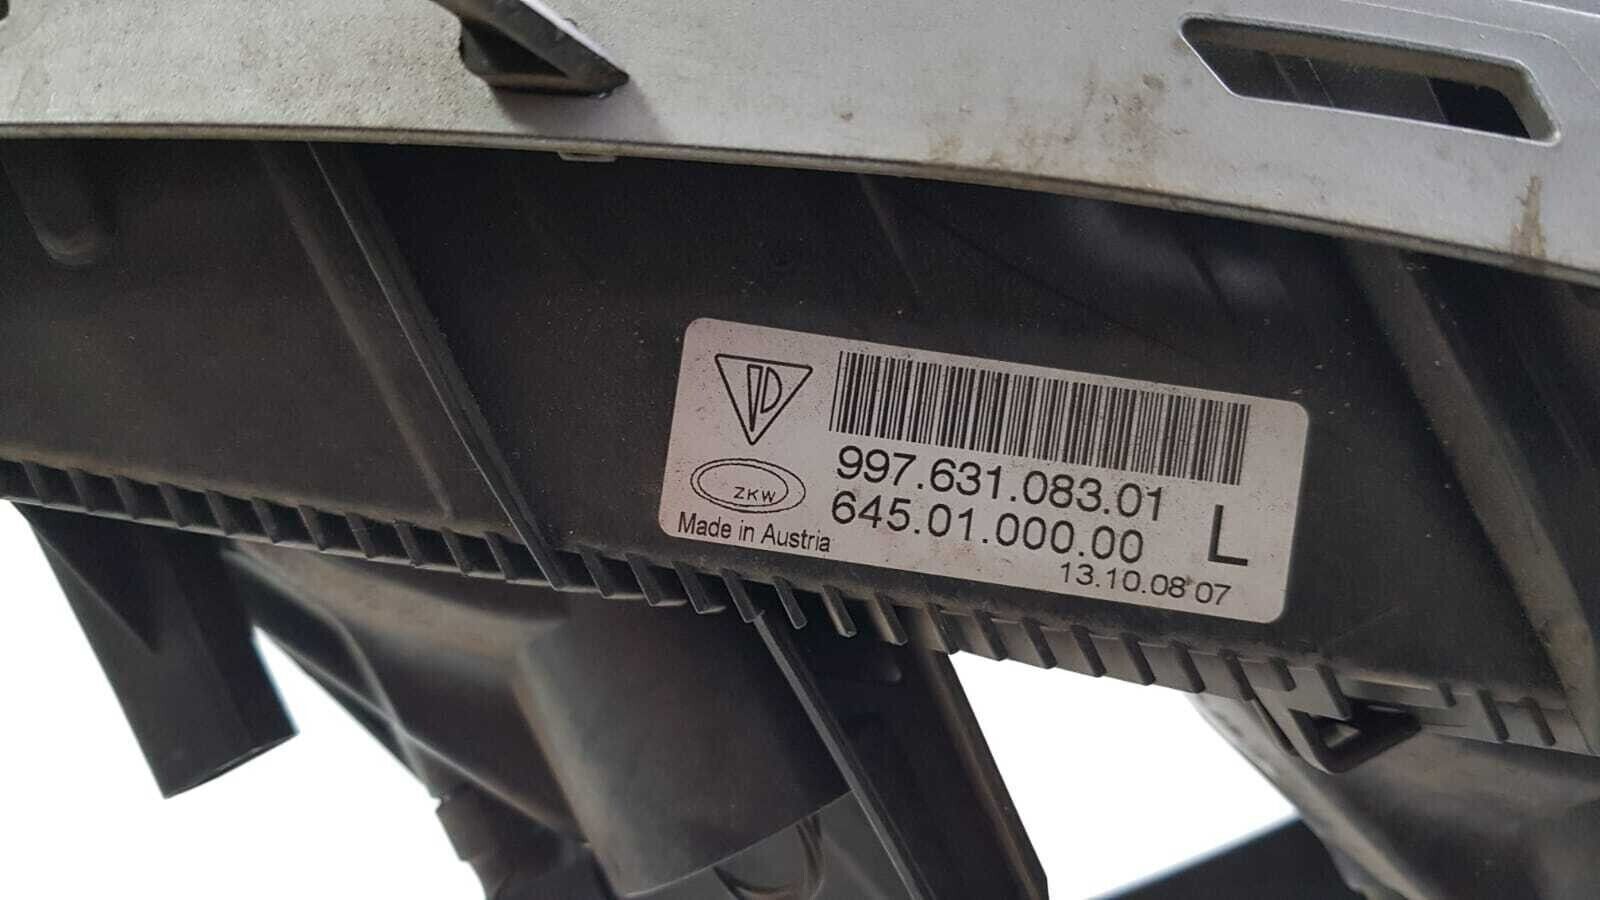 997.631.083.01
645.01.000.00 L
ZKW
Made in Austria
13.10.08 07